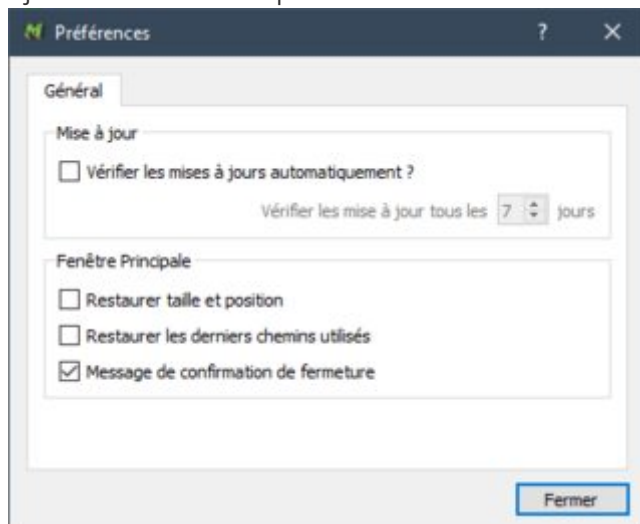 Préférences
Général
Mise à jour
Vérifier les mises à jours automatiquement ?
Vérifier les mise à jour tous les 7 jours
Fenêtre Principale
Restaurer taille et position
Restaurer les derniers chemins utilisés
Message de confirmation de fermeture
Fermer